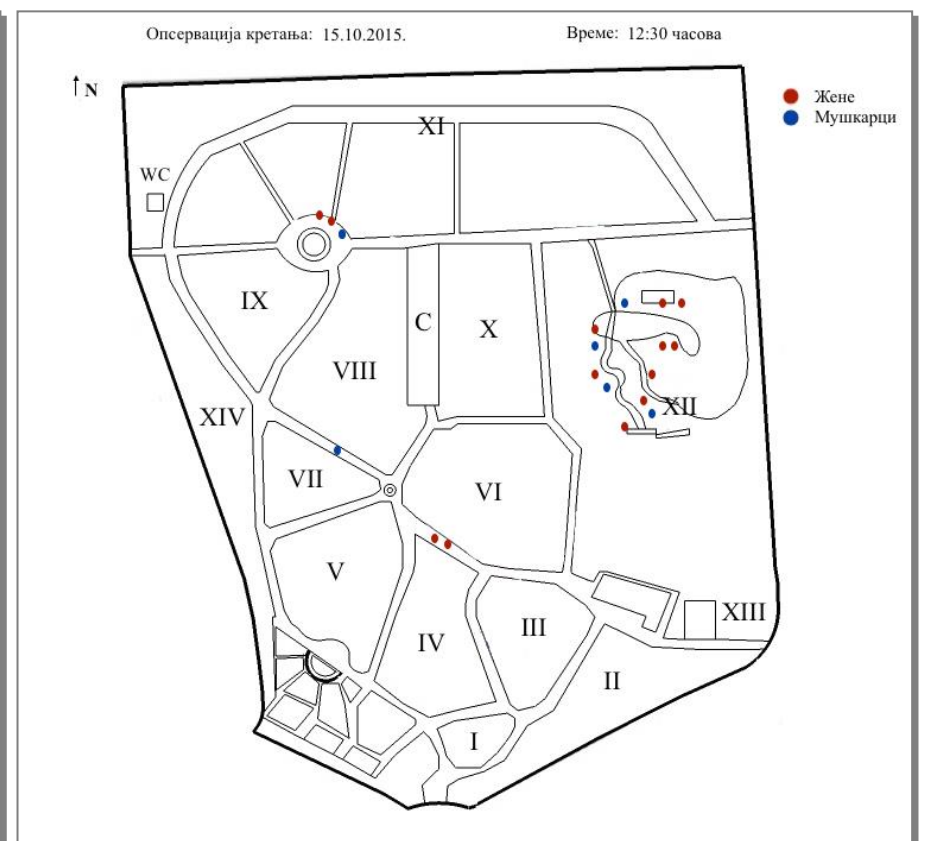 Опсервација кретања: 15.10.2015.
Време: 12:30 часова
N
Жене
Мушкарци
XI
WC
IX
C
X
VIII
XIV
XII
VII
VI
V
XIII
III
IV
II
I